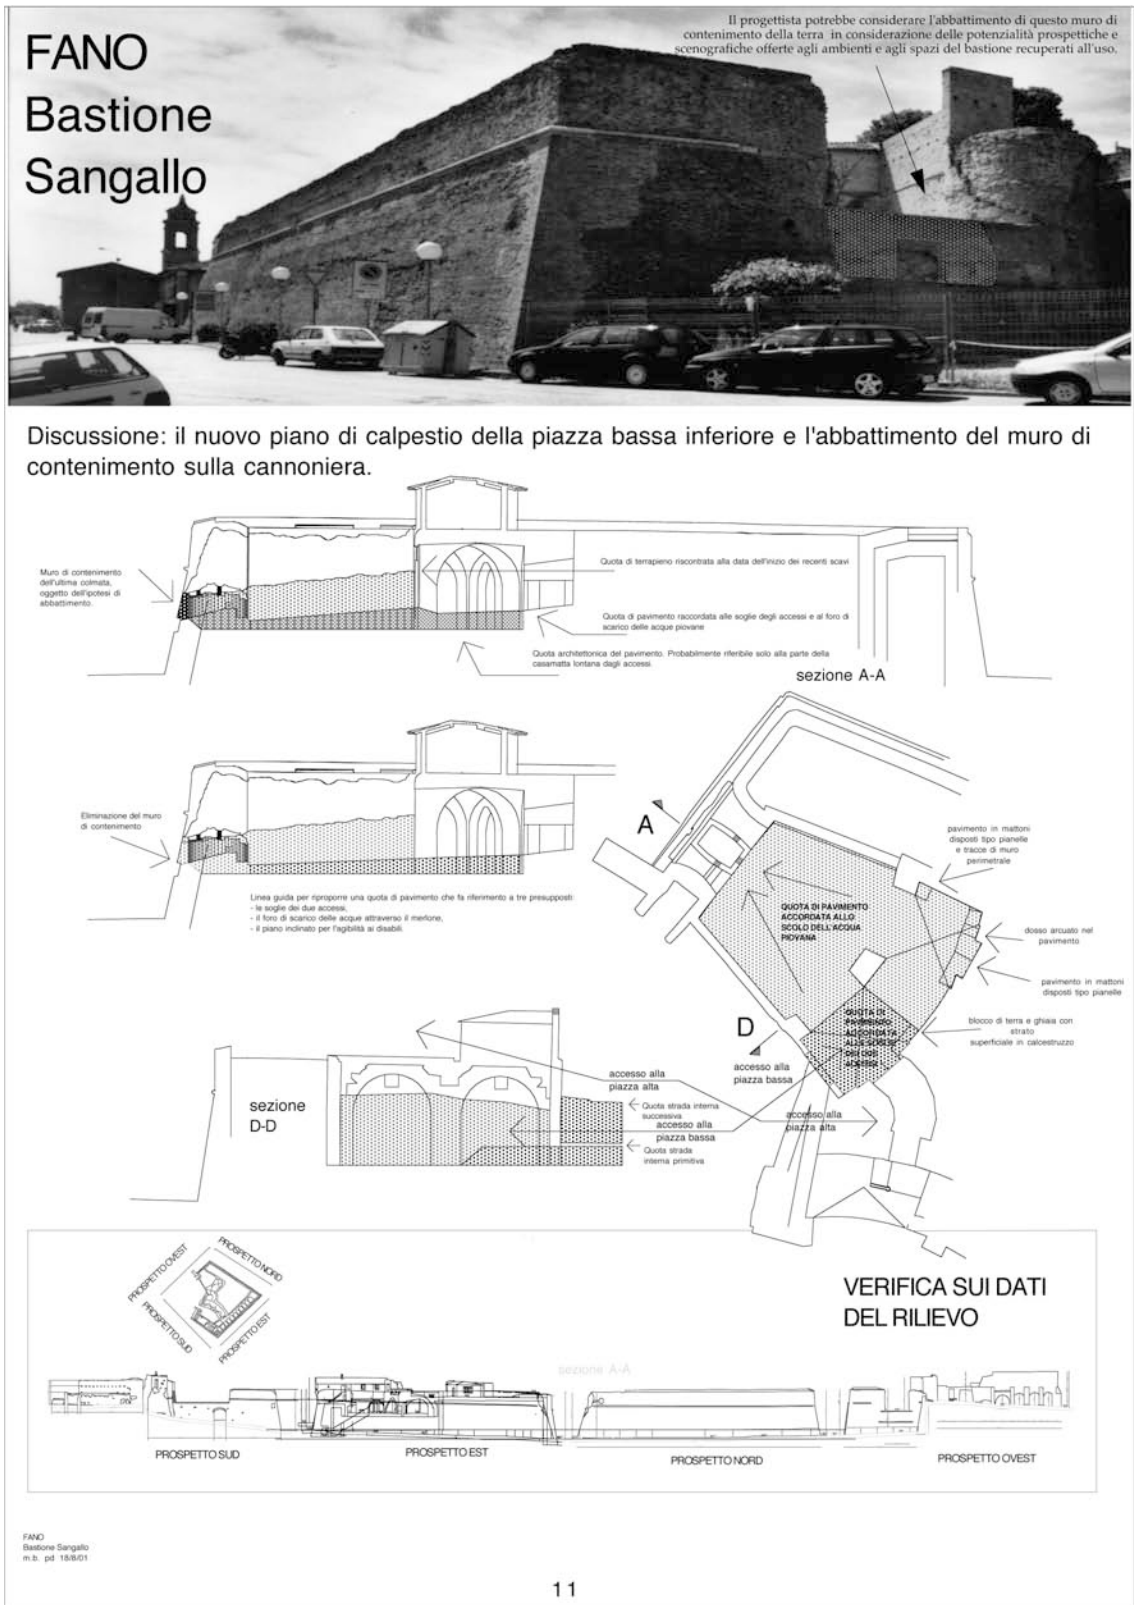 Il progettista potrebbe considerare l'abbattimento di questo muro di
contenimento della terra in considerazione delle potenzialità prospettiche e
scenografiche offerte agli ambienti e agli spazi del bastione recuperati all'uso.
FANO
Bastione
Sangallo
Discussione: il nuovo piano di calpestio della piazza bassa inferiore e l'abbattimento del muro di
contenimento sulla cannoniera.
Muro di contenimento
dell'ultima colmata,
oggetto dell'ipotesi di
abbattimento.
Quota di terrapieno riscontrata alla data dell'inizio dei recenti scavi
Quota di pavimento raccordata alle soglie degli accessi e al foro di
scarico delle acque piovane
Quota architettonica del pavimento. Probabilmente riferibile solo alla parte della
casamatta lontana dagli accessi.
sezione A-A
Eliminazione del muro
di contenimento
Linea guida per riproporre una quota di pavimento che fa riferimento a tre presupposti:
- le soglie dei due accessi,
- il foro di scarico delle acque attraverso il merlone,
- il piano inclinato per l'agibilità ai disabili.
A
pavimento in mattoni
disposti tipo pianelle
e tracce di muro
perimetrale
QUOTA DI PAVIMENTO
ACCORDATA ALLO
SCOLO DELL'ACQUA
PIOVANA
dosso arcuato nel
pavimento
pavimento in mattoni
disposti tipo pianelle
blocco di terra e ghiaia con
strato
superficiale in calcestruzzo
QUOTA DI
PAVIMENTO
ACCORDATA
ALLE SOGLIE
DEI DUE
ACCESSI
D
accesso alla
piazza bassa
accesso alla
piazza alta
sezione
D-D
accesso alla
piazza alta
Quota strada interna
successiva
accesso alla
piazza bassa
Quota strada
interna primitiva
PROSPETTO OVEST
PROSPETTO NORD
PROSPETTO SUD
PROSPETTO EST
VERIFICA SUI DATI
DEL RILIEVO
sezione A-A
PROSPETTO SUD
PROSPETTO EST
PROSPETTO NORD
PROSPETTO OVEST
FANO
Bastione Sangallo
m.b. pd 18/8/01
11